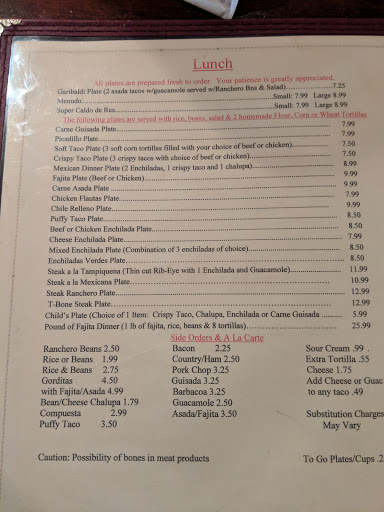 Lunch
All plates are prepared fresh to order. Your patience is greatly appreciated.
Garibaldi Plate (2 asada tacos w/guacamole served w/Ranchero Bns & Salad)....................7.25
Menudo................................................Small: 7.99 Large 8.99
Super Caldo de Res................................................Small: 7.99 Large 8.99
The following plates are served with rice, beans, salad & 2 homemade Flour, Corn or Wheat Tortillas
Carne Guisada Plate................................................7.99
Picadillo Plate................................................7.99
Soft Taco Plate (3 soft corn tortillas filled with your choice of beef or chicken)....................7.50
Crispy Taco Plate (3 crispy tacos with choice of beef or chicken)....................7.50
Mexican Dinner Plate (2 Enchiladas, 1 crispy taco and 1 chalupa)....................8.99
Fajita Plate (Beef or Chicken)................................................9.99
Carne Asada Plate................................................9.99
Chicken Flautas Plate................................................7.99
Chile Relleno Plate................................................9.99
Puffy Taco Plate................................................8.50
Beef or Chicken Enchilada Plate................................................8.50
Cheese Enchilada Plate................................................7.99
Mixed Enchilada Plate (Combination of 3 enchiladas of choice)....................8.50
Enchiladas Verdes Plate................................................8.50
Steak a la Tampiquena (Thin cut Rib-Eye with 1 Enchilada and Guacamole)....................11.99
Steak a la Mexicana Plate................................................10.99
Steak Ranchero Plate................................................12.99
T-Bone Steak Plate................................................12.99
Child's Plate (Choice of 1 Item: Crispy Taco, Chalupa, Enchilada or Carne Guisada ............ 5.99
Pound of Fajita Dinner (1 lb of fajita, rice, beans & 8 tortillas)....................25.99
Side Orders & A La Carte
Ranchero Beans 2.50
Rice or Beans 1.99
Rice & Beans 2.75
Gorditas 4.50
with Fajita/Asada 4.99
Bean/Cheese Chalupa 1.79
Compuesta 2.99
Puffy Taco 3.50
Bacon 2.25
Country/Ham 2.50
Pork Chop 3.25
Guisada 3.25
Barbacoa 3.25
Guacamole 2.50
Asada/Fajita 3.50
Sour Cream .99 .
Extra Tortilla .55
Cheese 1.75
Add Cheese or Guac
to any taco .49
Substitution Charges
May Vary
Caution: Possibility of bones in meat products
To Go Plates/Cups .2